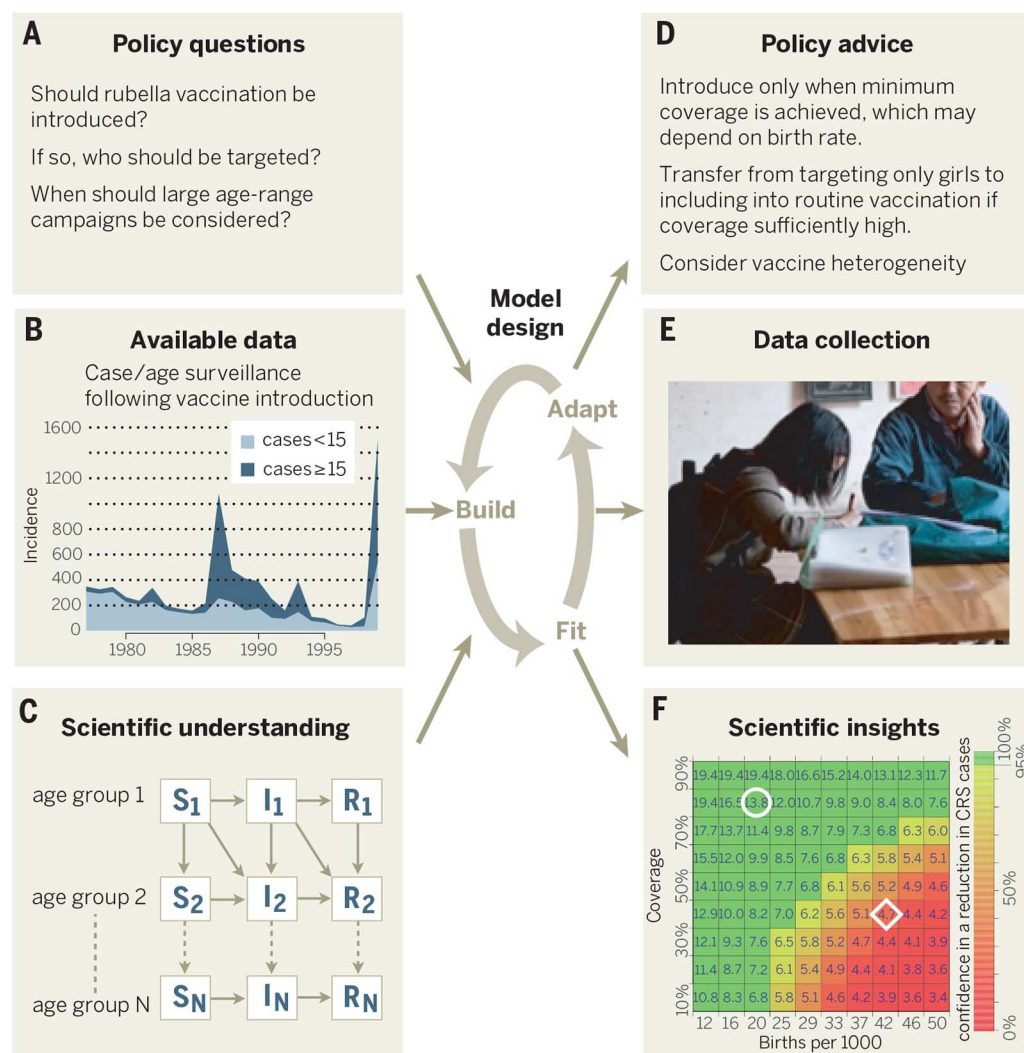 A
Policy questions
Should rubella vaccination be
introduced?
If so, who should be targeted?
When should large age-range
campaigns be considered?
B
Available data
Case/age surveillance
following vaccine introduction
1600
1200
800
600
400
200
0
Incidence
cases<15
cases≥15
1980 1985 1990 1995
C
Scientific understanding
age group 1
S1 I1 R1
age group 2
S2 I2 R2
age group N
SN IN RN
Model
design
Adapt
Build
Fit
D
Policy advice
Introduce only when minimum
coverage is achieved, which may
depend on birth rate.
Transfer from targeting only girls to
including into routine vaccination if
coverage sufficiently high.
Consider vaccine heterogeneity
E
Data collection
F
Scientific insights
Coverage
90%
70%
50%
30%
10%
19.4 19.4 19.4 18.0 16.6 15.2 14.0 13.1 12.3 11.7
19.4 16.5 13.8 12.0 10.7 9.8 9.0 8.4 8.0 7.6
17.7 13.7 11.4 9.8 8.7 7.9 7.3 6.8 6.3 6.0
15.5 12.0 9.9 8.5 7.6 6.8 6.3 5.8 5.4 5.1
14.1 10.9 8.9 7.7 6.8 6.1 5.6 5.2 4.9 4.6
12.9 10.0 8.2 7.0 6.2 5.6 5.1 4.7 4.4 4.2
12.1 9.3 7.6 6.5 5.8 5.2 4.7 4.4 4.1 3.9
11.4 8.7 7.2 6.1 5.4 4.9 4.4 4.1 3.8 3.6
10.8 8.3 6.8 5.8 5.1 4.6 4.2 3.9 3.6 3.4
12 16 20 25 29 33 37 42 46 50
Births per 1000
confidence in a reduction in CRS cases
100%
95%
50%
0%